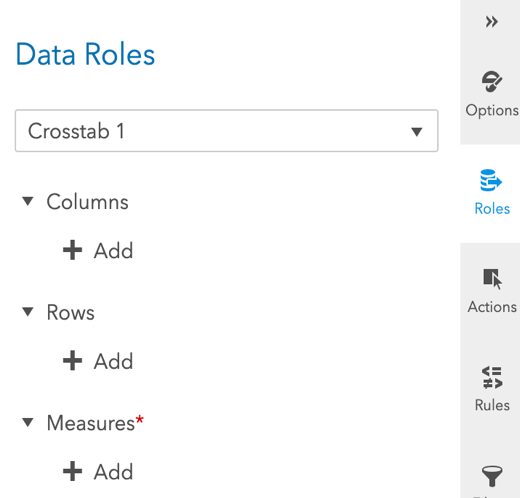 Data Roles
Crosstab 1
Columns
Add
Rows
Add
Measures*
Add
Options
Roles
Actions
Rules